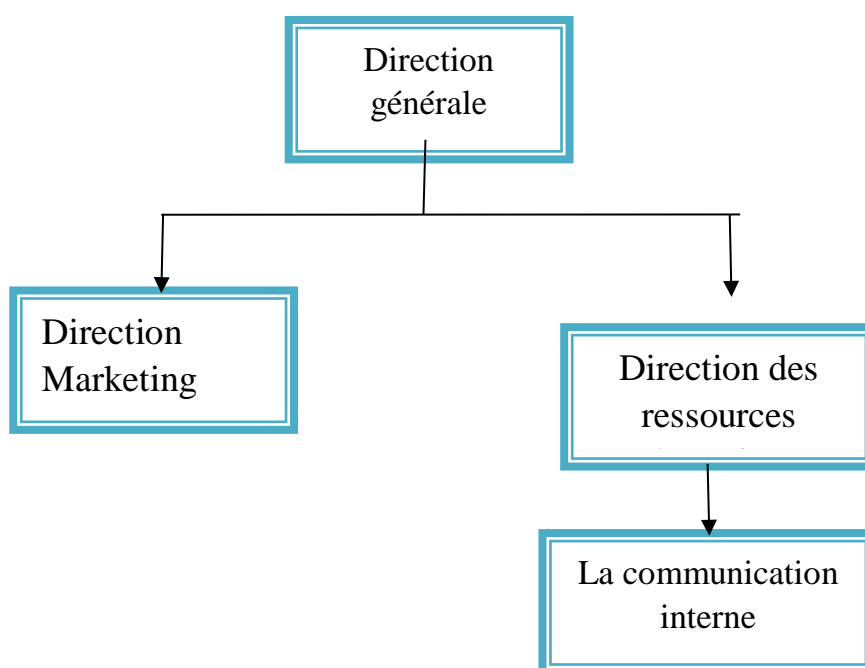 Direction
générale
Direction
Marketing
Direction des
ressources
La communication
interne